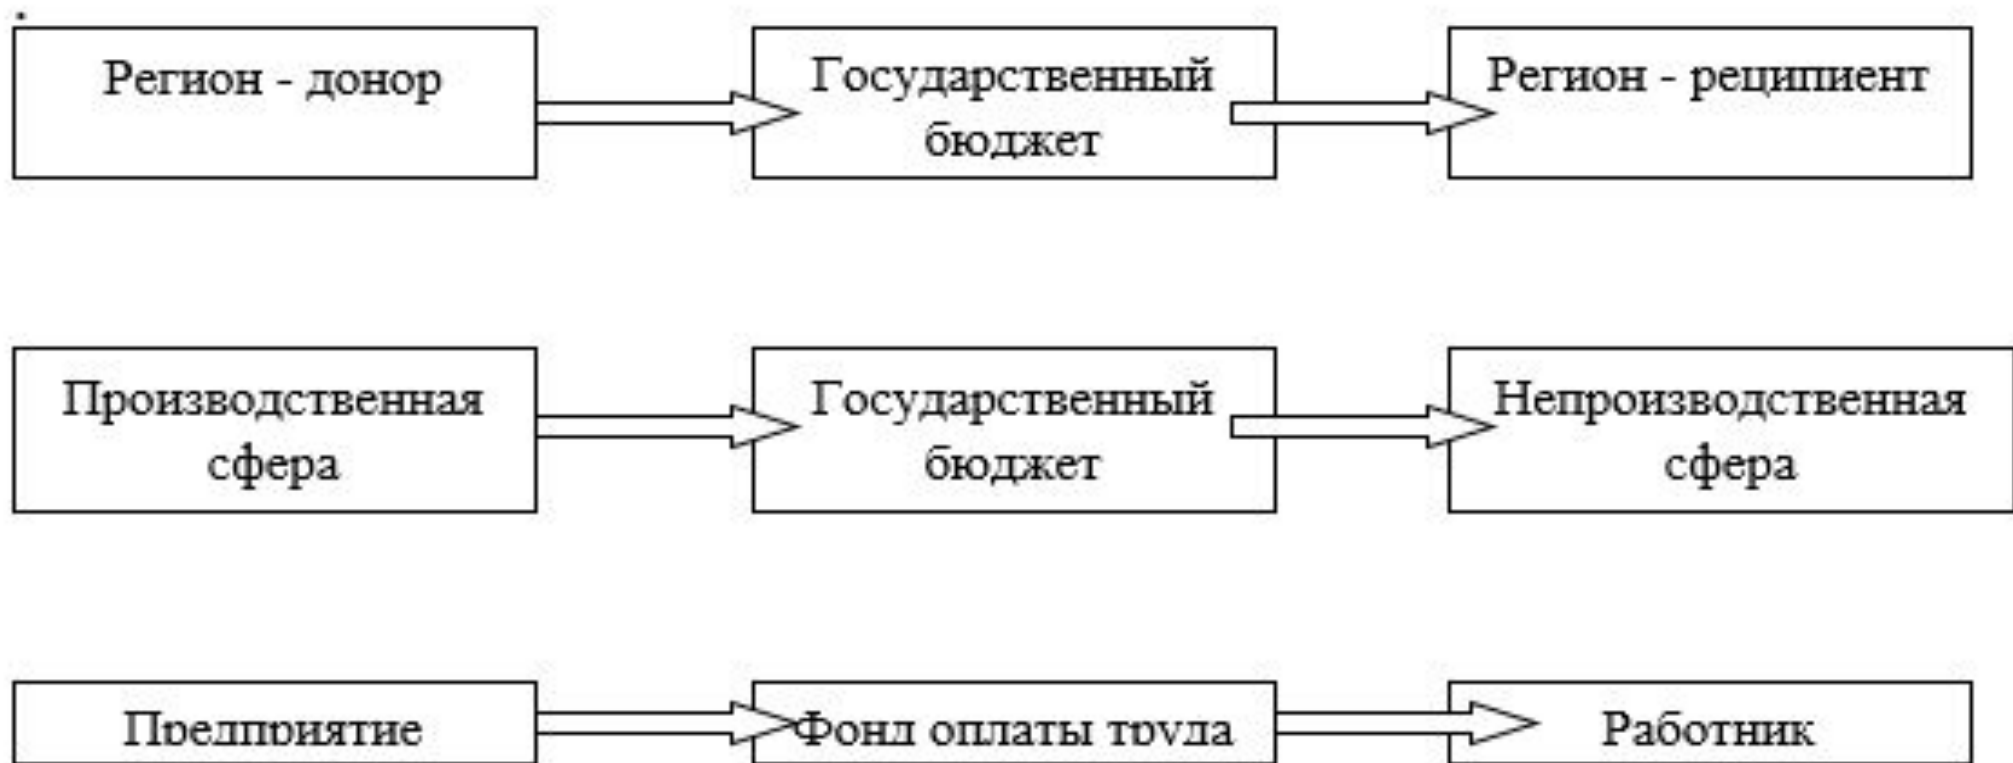 Регион - донор
Государственный
бюджет
Регион - реципиент
Производственная
сфера
Государственный
бюджет
Непроизводственная
сфера
Предприятие
Фонд оплаты труда
Работник